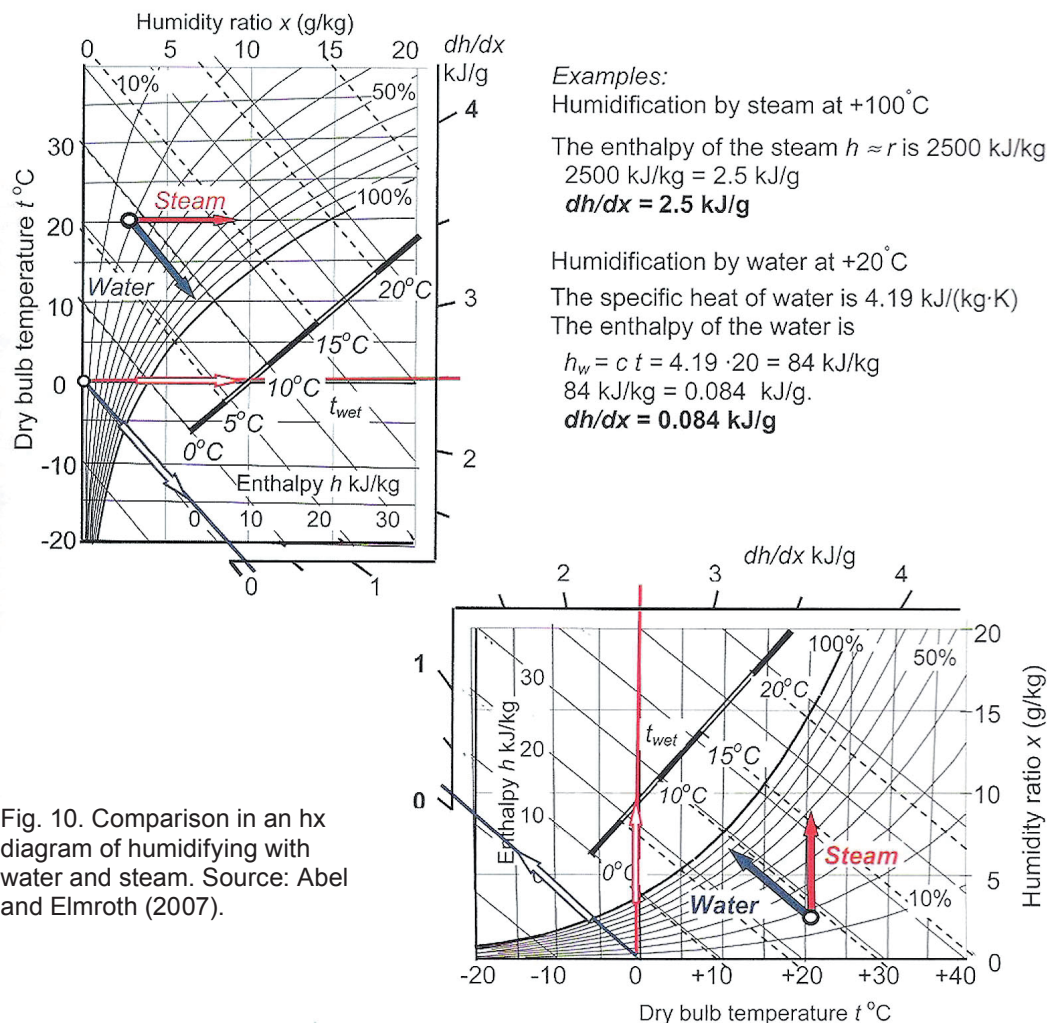 Humidity ratio x (g/kg)
0 5 10 15 20
dh/dx
kJ/g
10%
50%
4
30
Steam
100%
20
Water
10
20°C
3
15°C
0
10°C
t_wet
5°C
0°C
-10
2
Enthalpy h kJ/kg
0 10 20 30
-20
0
1
Dry bulb temperature t °C
Examples:
Humidification by steam at +100°C
The enthalpy of the steam h ≈ r is 2500 kJ/kg
2500 kJ/kg = 2.5 kJ/g
dh/dx = 2.5 kJ/g
Humidification by water at +20°C
The specific heat of water is 4.19 kJ/(kg·K)
The enthalpy of the water is
h_w = c t = 4.19 ·20 = 84 kJ/kg
84 kJ/kg = 0.084 kJ/g.
dh/dx = 0.084 kJ/g
dh/dx kJ/g
2 3 4
1
0
Enthalpy h kJ/kg
30
20
10
t_wet
100%
50%
20°C
15°C
10°C
0°C
Steam
Water
10%
20
15
10
5
0
Humidity ratio x (g/kg)
-20 -10 0 +10 +20 +30 +40
Dry bulb temperature t °C
Fig. 10. Comparison in an hx
diagram of humidifying with
water and steam. Source: Abel
and Elmroth (2007).